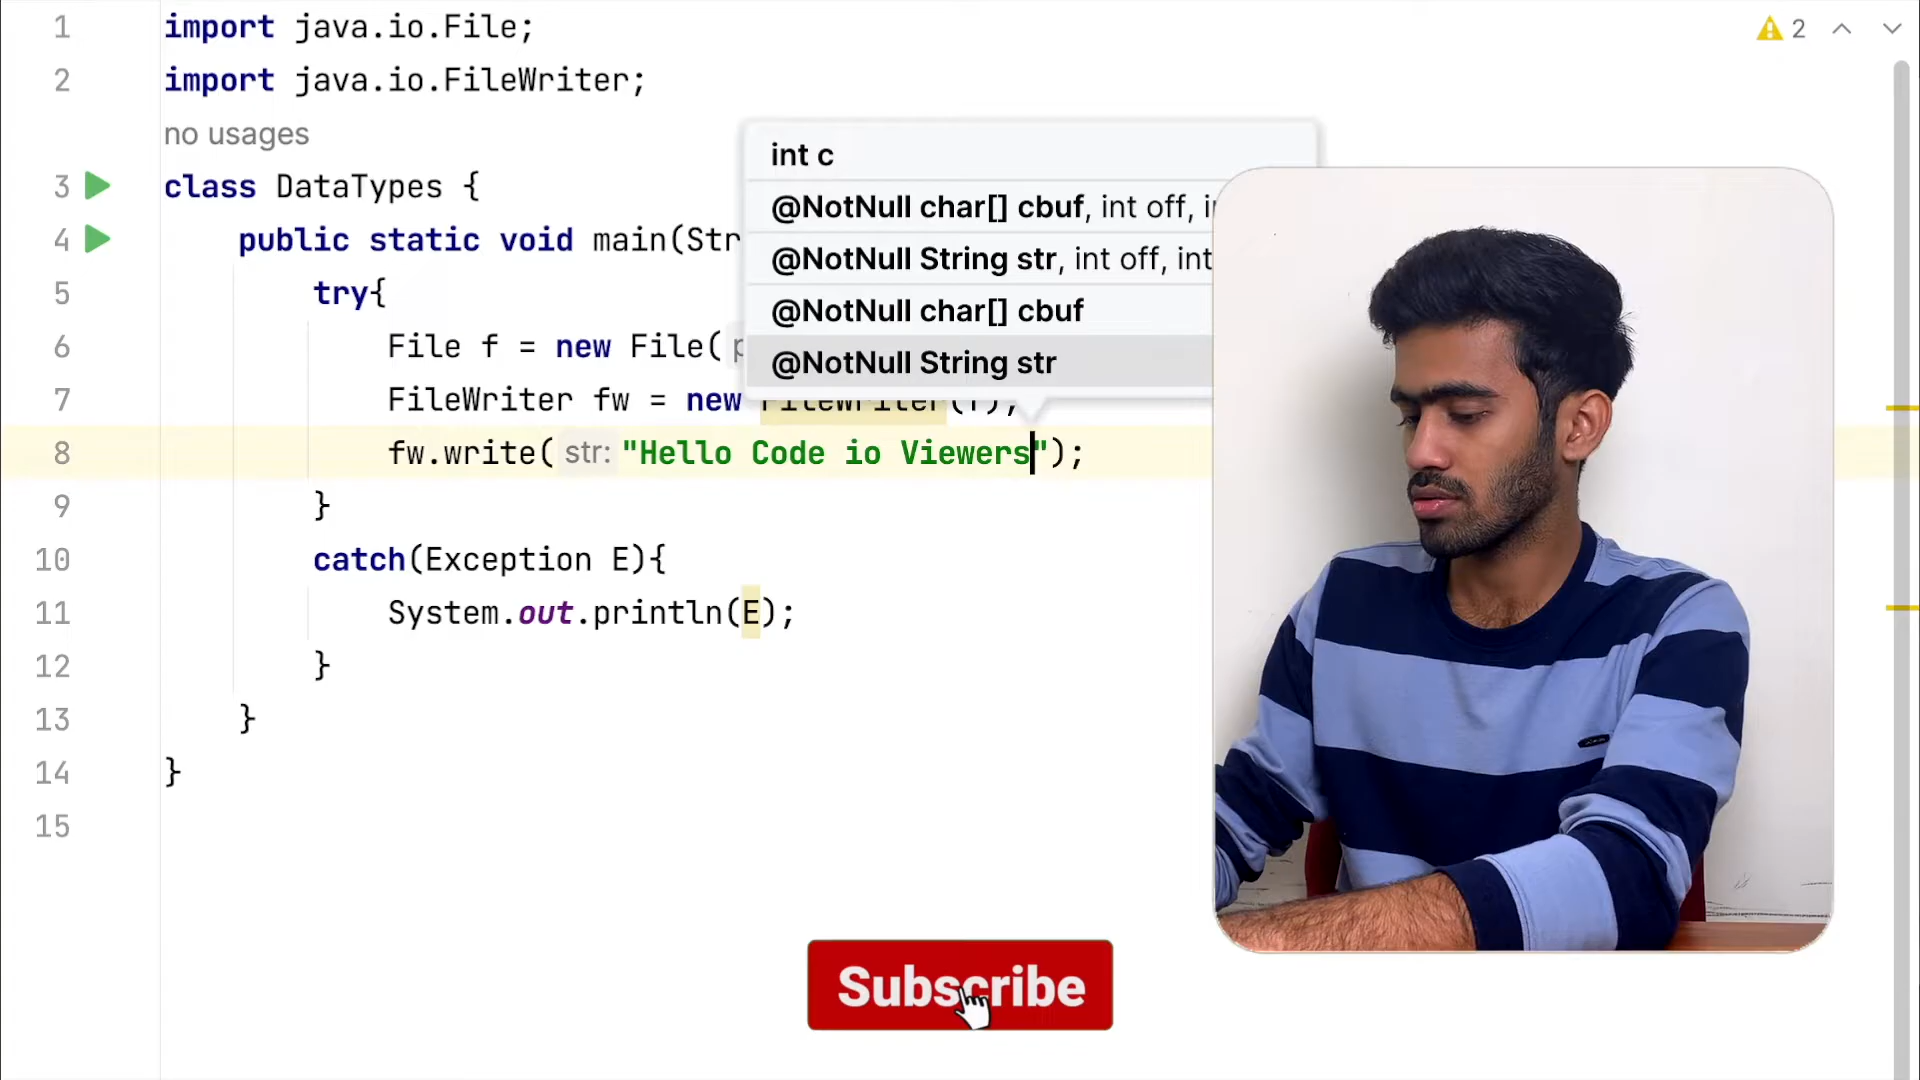 2
1 import java.io.File;
2 import java.io.FileWriter;
no usages
3 class DataTypes {
4 public static void main(Str
5 try{
6 File f = new File( p
7 FileWriter fw = new FileWriter(f);
8 fw.write( str: "Hello Code io Viewers");
9 }
10 catch(Exception E){
11 System.out.println(E);
12 }
13 }
14 }
15
int c
@NotNull char[] cbuf, int off, i
@NotNull String str, int off, int
@NotNull char[] cbuf
@NotNull String str
Subscribe